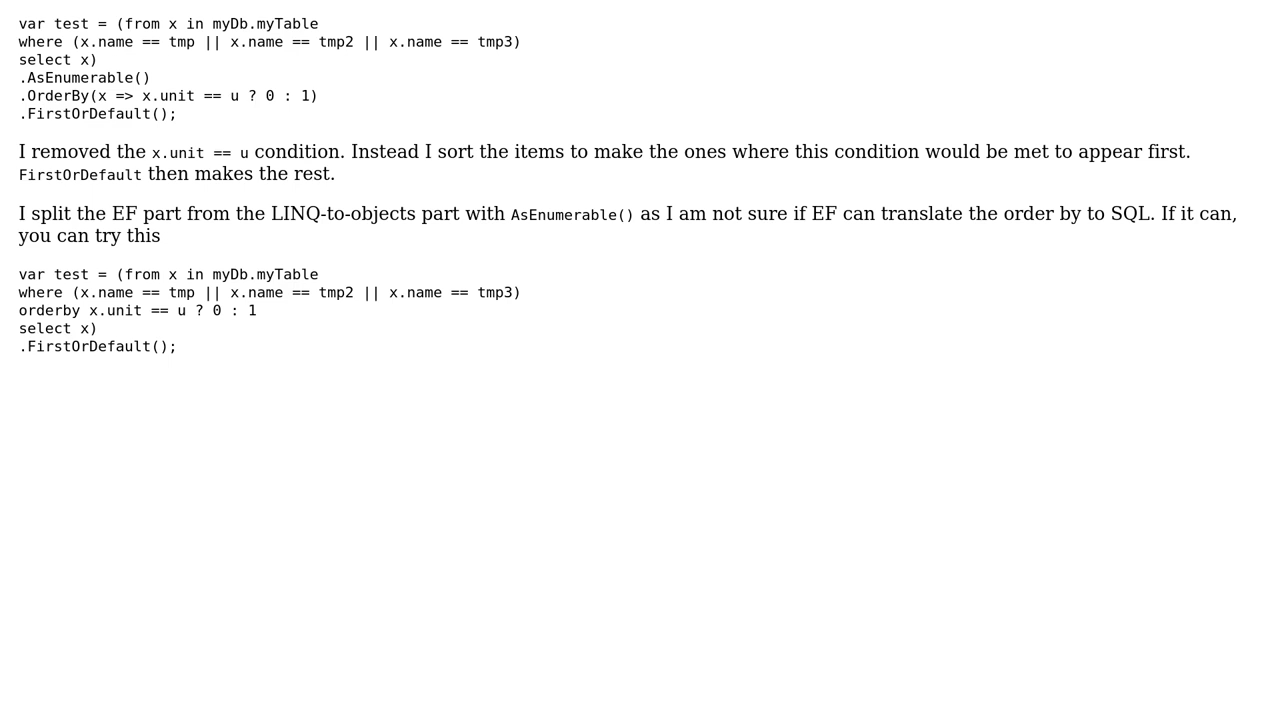 var test = (from x in myDb.myTable
where (x.name == tmp || x.name == tmp2 || x.name == tmp3)
select x)
.AsEnumerable()
.OrderBy(x => x.unit == u ? 0 : 1)
.FirstOrDefault();
I removed the x.unit == u condition. Instead I sort the items to make the ones where this condition would be met to appear first.
FirstOrDefault then makes the rest.
I split the EF part from the LINQ-to-objects part with AsEnumerable() as I am not sure if EF can translate the order by to SQL. If it can,
you can try this
var test = (from x in myDb.myTable
where (x.name == tmp || x.name == tmp2 || x.name == tmp3)
orderby x.unit == u ? 0 : 1
select x)
.FirstOrDefault();